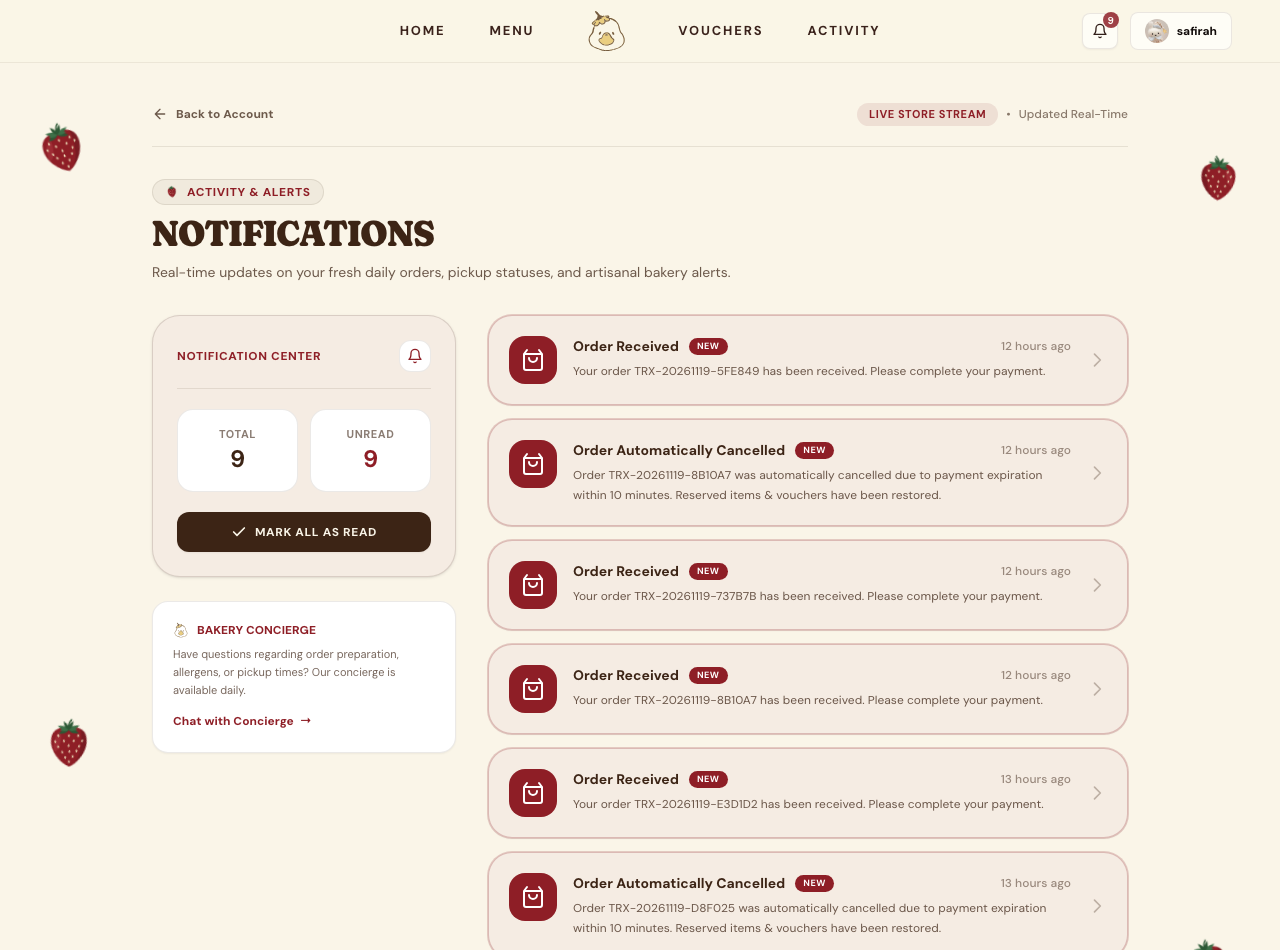 HOME MENU VOUCHERS ACTIVITY 9 safirah
Back to Account LIVE STORE STREAM • Updated Real-Time
ACTIVITY & ALERTS
NOTIFICATIONS
Real-time updates on your fresh daily orders, pickup statuses, and artisanal bakery alerts.
NOTIFICATION CENTER
TOTAL
9
UNREAD
9
MARK ALL AS READ
BAKERY CONCIERGE
Have questions regarding order preparation,
allergens, or pickup times? Our concierge is
available daily.
Chat with Concierge →
Order Received NEW 12 hours ago
Your order TRX-20261119-5FE849 has been received. Please complete your payment.
Order Automatically Cancelled NEW 12 hours ago
Order TRX-20261119-8B10A7 was automatically cancelled due to payment expiration
within 10 minutes. Reserved items & vouchers have been restored.
Order Received NEW 12 hours ago
Your order TRX-20261119-737B7B has been received. Please complete your payment.
Order Received NEW 12 hours ago
Your order TRX-20261119-8B10A7 has been received. Please complete your payment.
Order Received NEW 13 hours ago
Your order TRX-20261119-E3D1D2 has been received. Please complete your payment.
Order Automatically Cancelled NEW 13 hours ago
Order TRX-20261119-D8F025 was automatically cancelled due to payment expiration
within 10 minutes. Reserved items & vouchers have been restored.